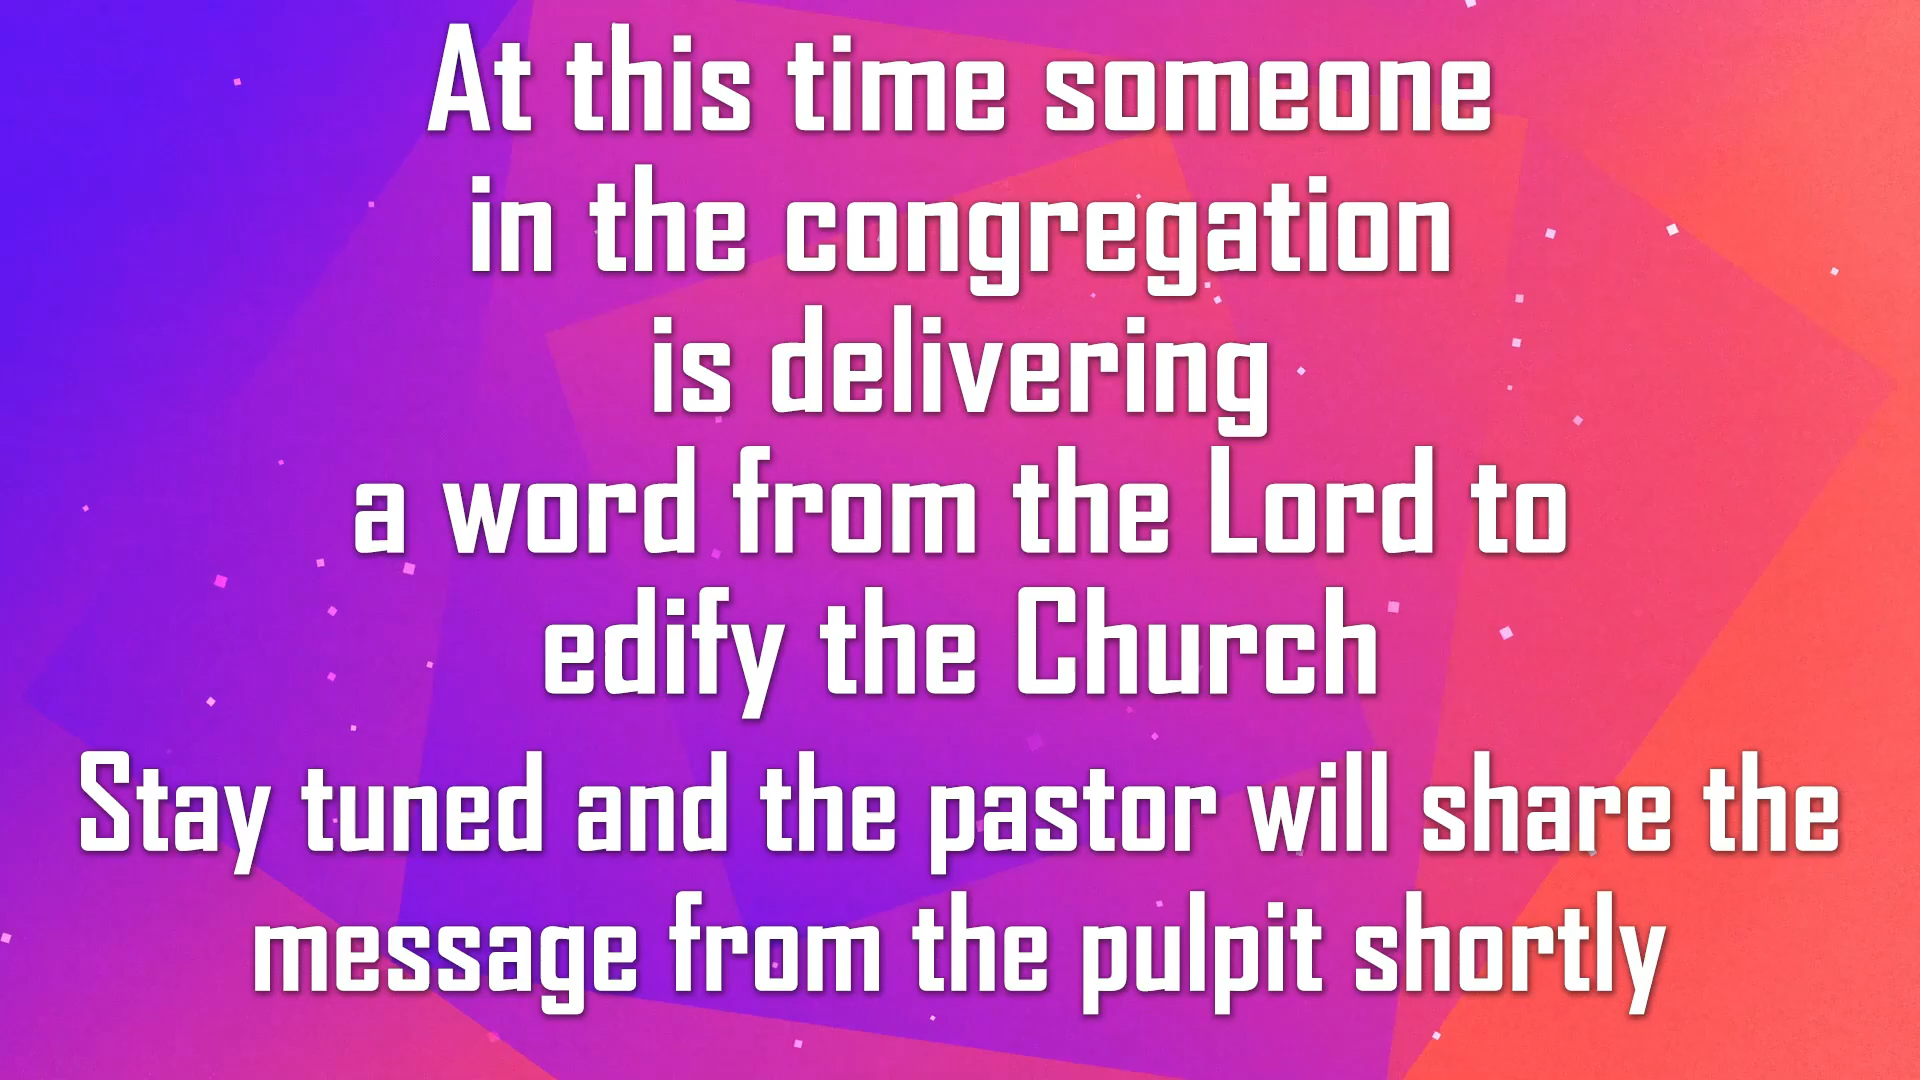 At this time someone
in the congregation
is delivering
a word from the Lord to
edify the Church
Stay tuned and the pastor will share the
message from the pulpit shortly